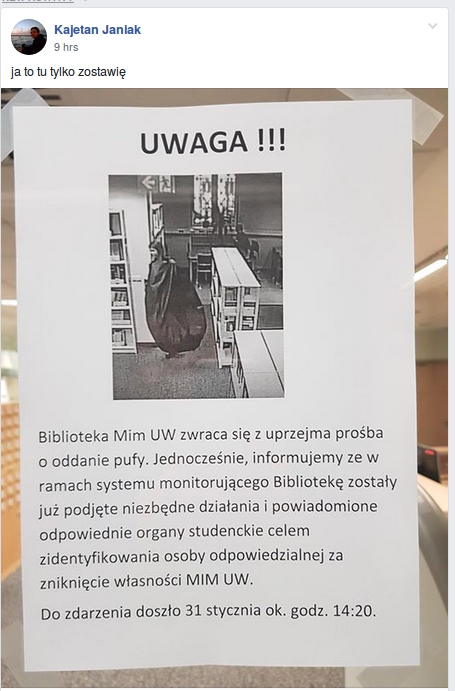 Kajetan Janiak
9 hrs
ja to tu tylko zostawię
UWAGA !!!
Biblioteka Mim UW zwraca się z uprzejma prośba
o oddanie pufy. Jednocześnie, informujemy ze w
ramach systemu monitorującego Bibliotekę zostały
już podjęte niezbędne działania i powiadomione
odpowiednie organy studenckie celem
zidentyfikowania osoby odpowiedzialnej za
zniknięcie własności MIM UW.
Do zdarzenia doszło 31 stycznia ok. godz. 14:20.